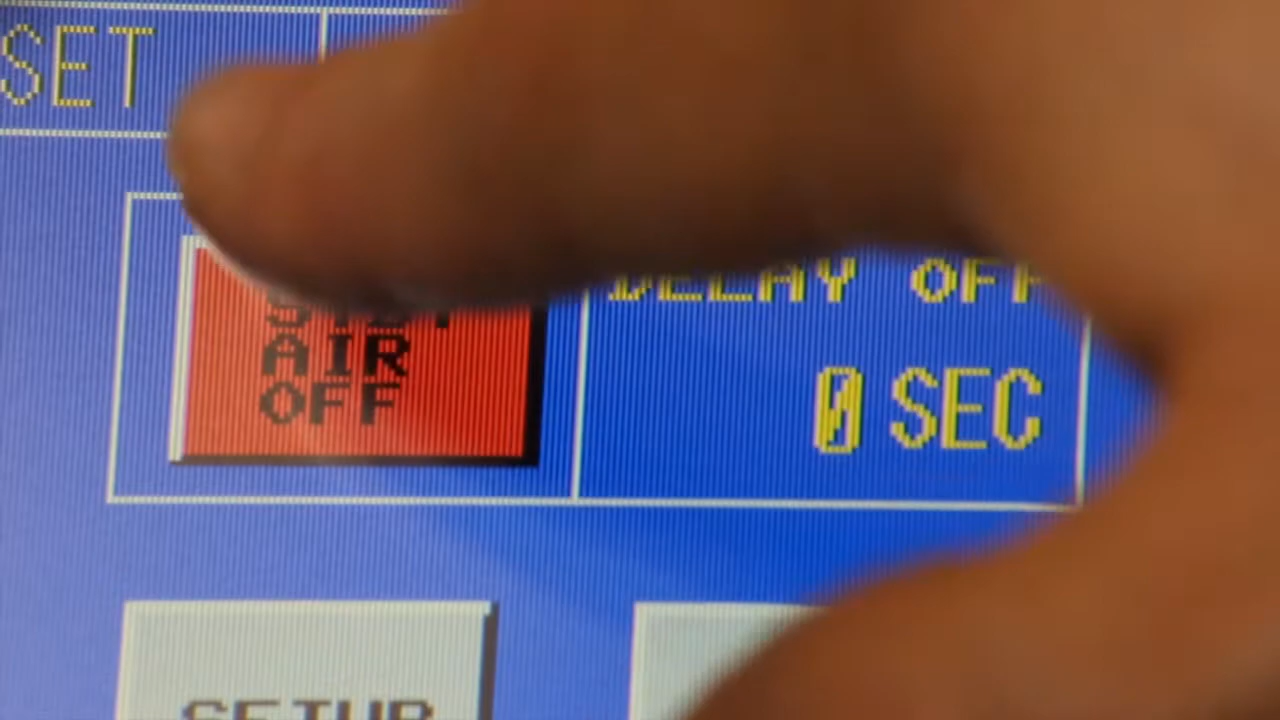 SET
AIR
OFF
DELAY OFF
0 SEC
SETUP